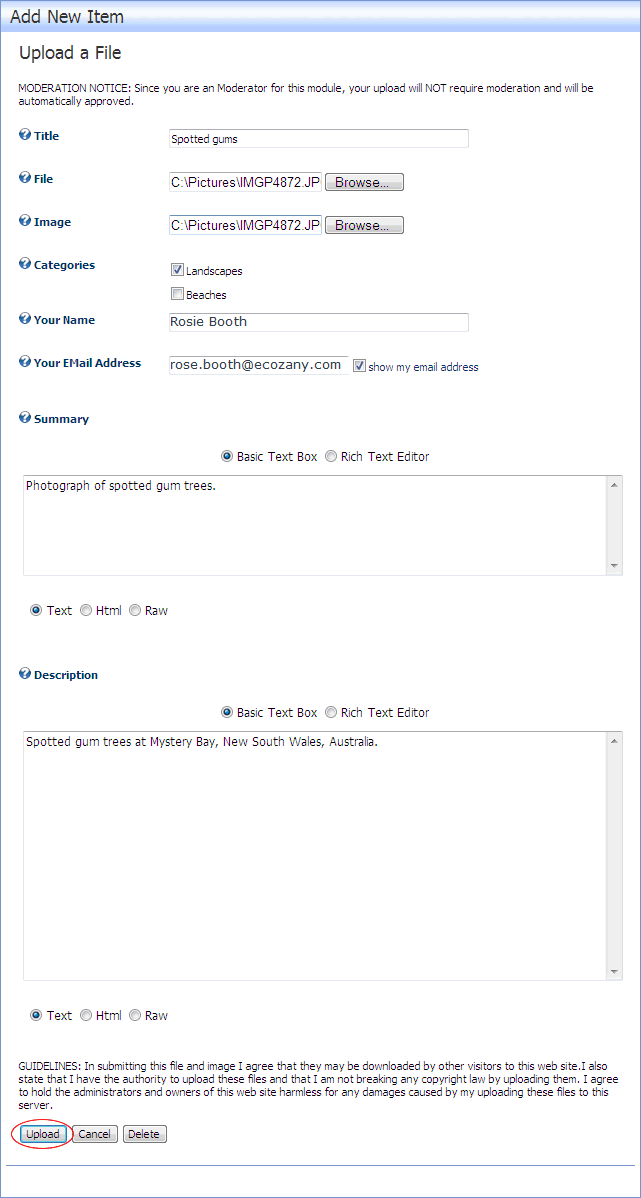 Add New Item
Upload a File
MODERATION NOTICE: Since you are an Moderator for this module, your upload will NOT require moderation and will be
automatically approved.
Title
Spotted gums
File
C:\Pictures\IMGP4872.JP Browse...
Image
C:\Pictures\IMGP4872.JP Browse...
Categories
Landscapes
Beaches
Your Name
Rosie Booth
Your EMail Address
rose.booth@ecozany.com show my email address
Summary
Basic Text Box Rich Text Editor
Photograph of spotted gum trees.
Text Html Raw
Description
Basic Text Box Rich Text Editor
Spotted gum trees at Mystery Bay, New South Wales, Australia.
Text Html Raw
GUIDELINES: In submitting this file and image I agree that they may be downloaded by other visitors to this web site.I also
state that I have the authority to upload these files and that I am not breaking any copyright law by uploading them. I agree
to hold the administrators and owners of this web site harmless for any damages caused by my uploading these files to this
server.
Upload Cancel Delete